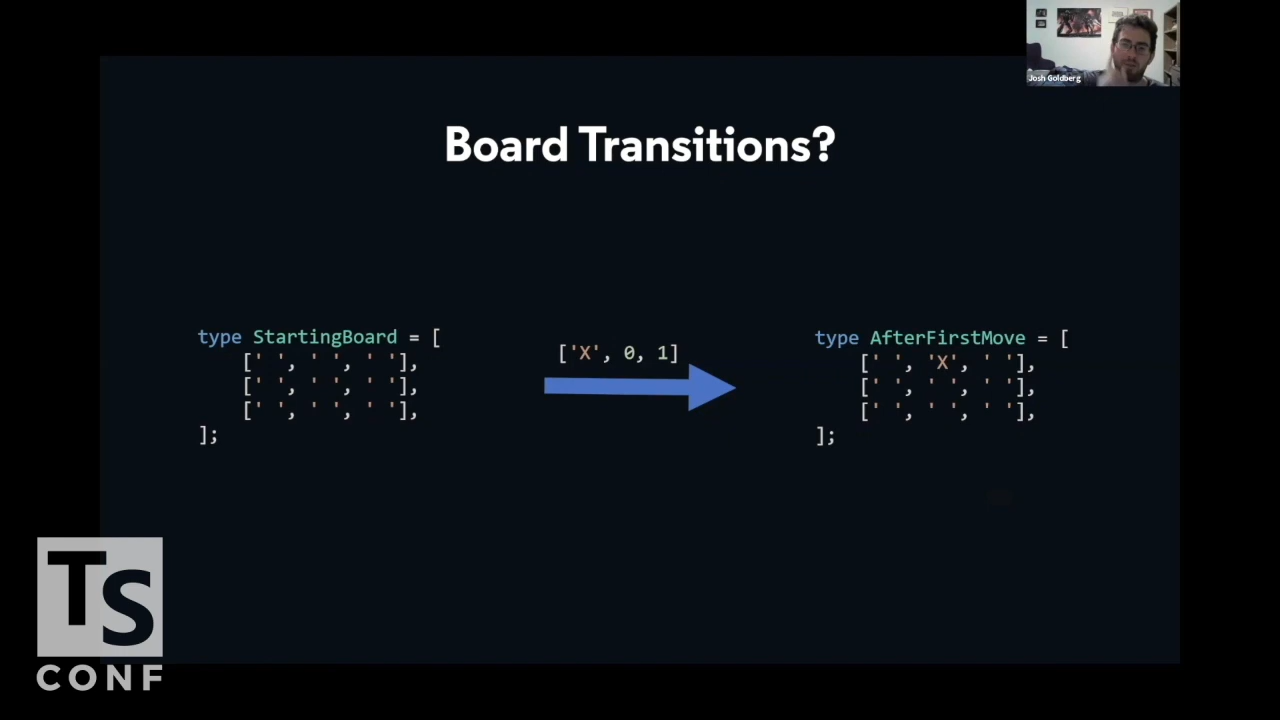 Josh Goldberg
Board Transitions?
type StartingBoard = [
[' ', ' ', ' '],
[' ', ' ', ' '],
[' ', ' ', ' '],
];
['X', 0, 1]
type AfterFirstMove = [
[' ', 'X', ' '],
[' ', ' ', ' '],
[' ', ' ', ' '],
];
TS
CONF